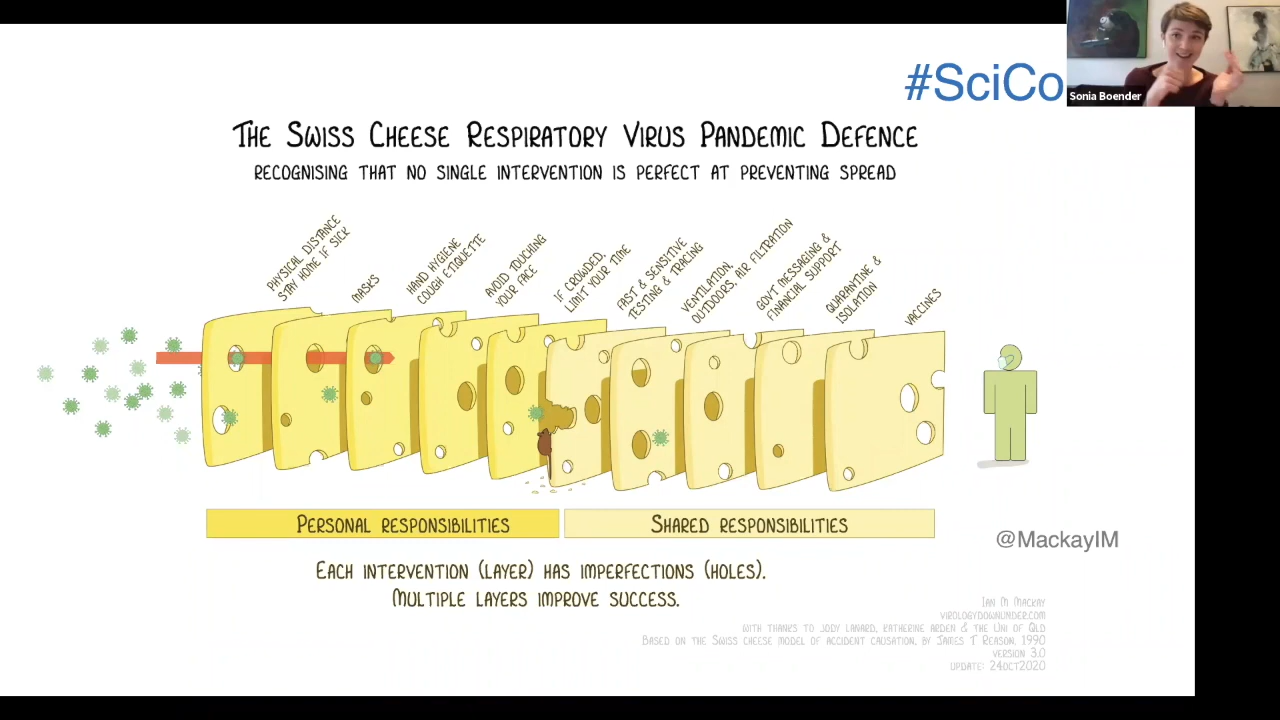 #SciCo
Sonia Boender
The Swiss Cheese Respiratory Virus Pandemic Defence
recognising that no single intervention is perfect at preventing spread
Physical distance
stay home if sick
Masks
Hand hygiene
cough etiquette
Avoid touching
your face
If crowded,
limit your time
Fast & sensitive
testing & tracing
Ventilation,
outdoors, air filtration
Govt messaging &
financial support
Quarantine &
isolation
Vaccines
Personal responsibilities
Shared responsibilities
@MackayIM
Each intervention (layer) has imperfections (holes).
Multiple layers improve success.
Ian M Mackay
virologydownunder.com
with thanks to Jody Lanard, Katherine Arden & the Uni of Qld
Based on the Swiss cheese model of accident causation, by James T Reason, 1990
version 3.0
update: 24Oct2020